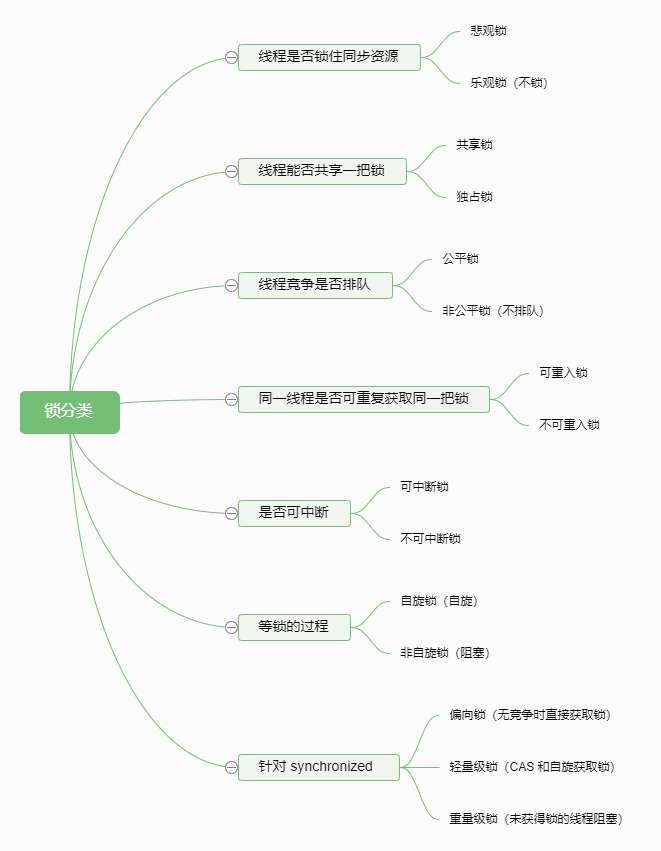 锁分类
线程是否锁住同步资源
悲观锁
乐观锁（不锁）
线程能否共享一把锁
共享锁
独占锁
线程竞争是否排队
公平锁
非公平锁（不排队）
同一线程是否可重复获取同一把锁
可重入锁
不可重入锁
是否可中断
可中断锁
不可中断锁
等锁的过程
自旋锁（自旋）
非自旋锁（阻塞）
针对 synchronized
偏向锁（无竞争时直接获取锁）
轻量级锁（CAS 和自旋获取锁）
重量级锁（未获得锁的线程阻塞）